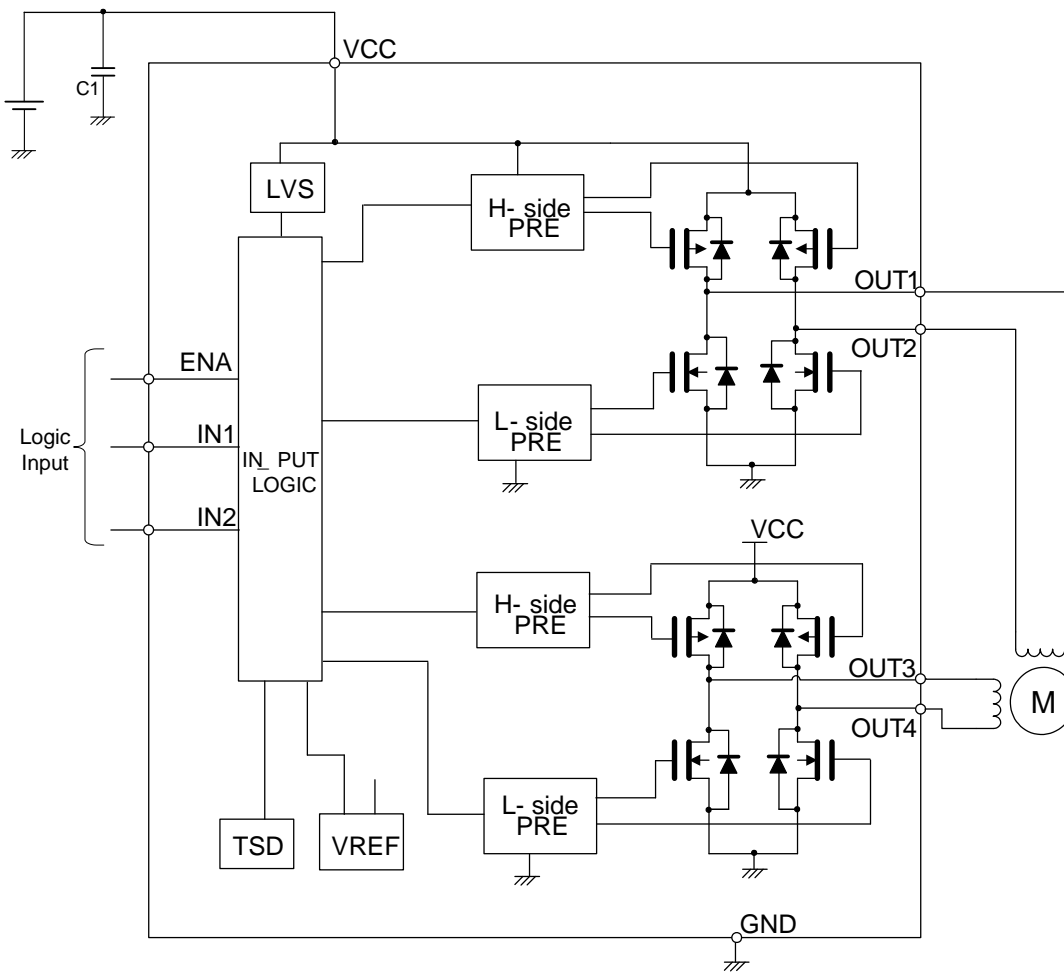 VCC
C1
LVS
H- side
PRE
OUT1
ENA
OUT2
L- side
PRE
Logic
Input
IN1
IN_ PUT
LOGIC
IN2
VCC
H- side
PRE
OUT3
M
OUT4
L- side
PRE
TSD
VREF
GND